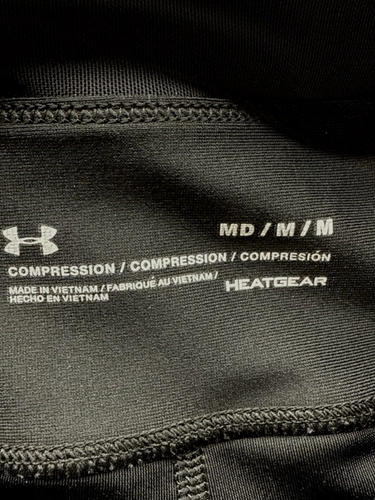 MD / M / M
COMPRESSION / COMPRESSION / COMPRESIÓN
MADE IN VIETNAM / FABRIQUÉ AU VIETNAM /
HECHO EN VIETNAM
HEATGEAR